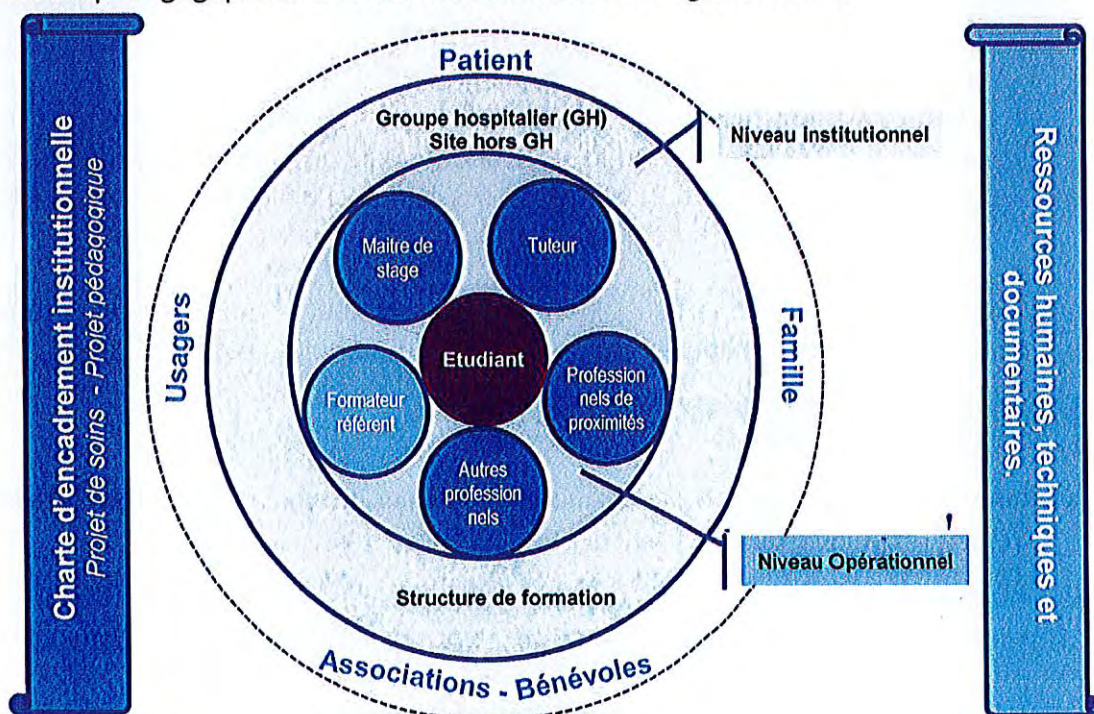 Charte d'encadrement institutionnelle
Projet de soins - Projet pédagogique
Patient
Groupe hospitalier (GH)
Site hors GH
Niveau institutionnel
Maitre de
stage
Tuteur
Usagers
Etudiant
Famille
Formateur
référent
Profession
nels de
proximités
Autres
profession
nels
Niveau Opérationnel
Structure de formation
Associations - Bénévoles
Ressources humaines, techniques et
documentaires.